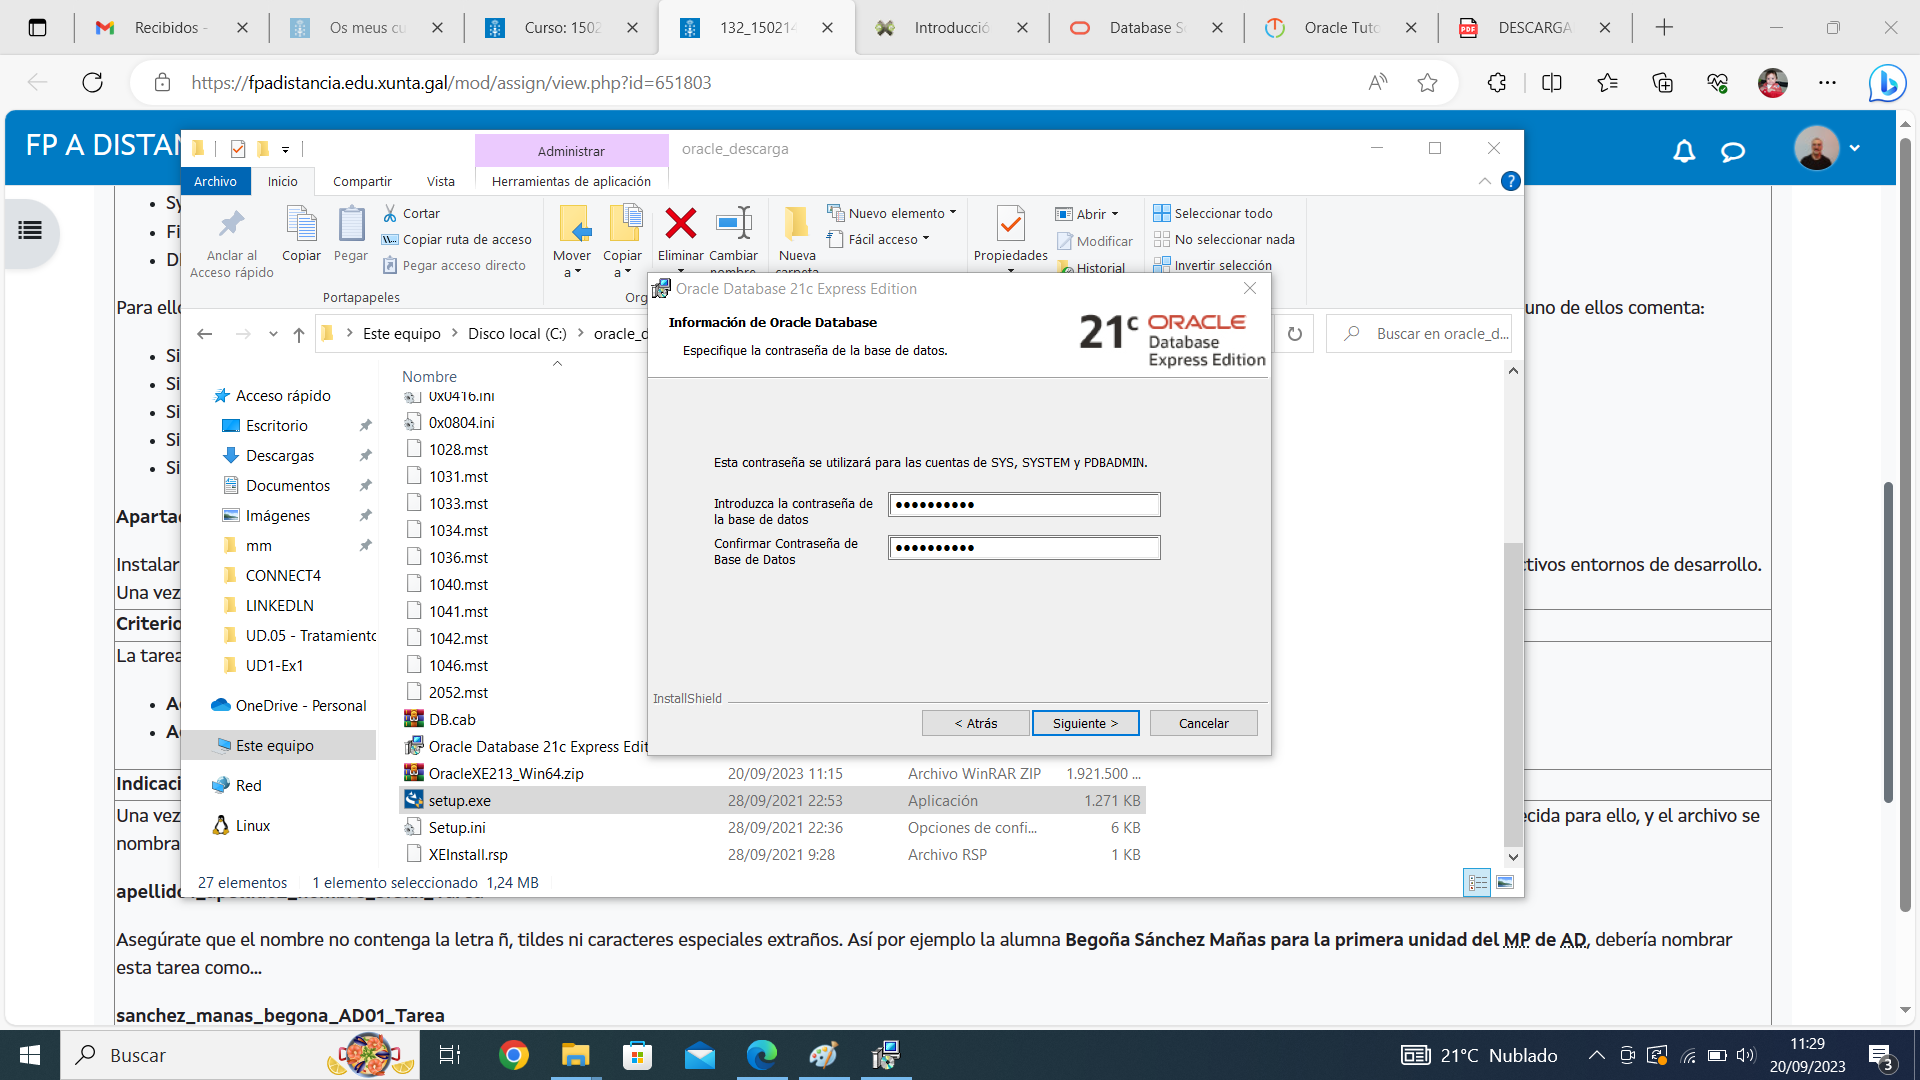 Recibidos -
Os meus cu
Curso: 1502
132_150214
Introducció
Database S
Oracle Tuto
DESCARGA
https://fpadistancia.edu.xunta.gal/mod/assign/view.php?id=651803
FP A DISTAN
Administrar
oracle_descarga
Archivo
Inicio
Compartir
Vista
Herramientas de aplicación
Anclar al
Acceso rápido
Copiar
Pegar
Cortar
Copiar ruta de acceso
Pegar acceso directo
Portapapeles
Mover
a
Copiar
a
Eliminar
Cambiar
nombre
Org
Nueva
carpeta
Nuevo elemento
Fácil acceso
Propiedades
Abrir
Modificar
Historial
Seleccionar todo
No seleccionar nada
Invertir selección
Este equipo
Disco local (C:)
oracle_d
Buscar en oracle_d...
Nombre
Acceso rápido
Escritorio
Descargas
Documentos
Imágenes
mm
CONNECT4
LINKEDLN
UD.05 - Tratamiento
UD1-Ex1
OneDrive - Personal
Este equipo
Red
Linux
0x0416.ini
0x0804.ini
1028.mst
1031.mst
1033.mst
1034.mst
1036.mst
1040.mst
1041.mst
1042.mst
1046.mst
2052.mst
DB.cab
Oracle Database 21c Express Edit
OracleXE213_Win64.zip 20/09/2023 11:15 Archivo WinRAR ZIP 1.921.500 ...
setup.exe 28/09/2021 22:53 Aplicación 1.271 KB
Setup.ini 28/09/2021 22:36 Opciones de confi... 6 KB
XEInstall.rsp 28/09/2021 9:28 Archivo RSP 1 KB
27 elementos 1 elemento seleccionado 1,24 MB
Oracle Database 21c Express Edition
Información de Oracle Database
Especifique la contraseña de la base de datos.
21c ORACLE
Database
Express Edition
Esta contraseña se utilizará para las cuentas de SYS, SYSTEM y PDBADMIN.
Introduzca la contraseña de
la base de datos
Confirmar Contraseña de
Base de Datos
InstallShield
< Atrás
Siguiente >
Cancelar
Sy
Fi
D
Para ello
uno de ellos comenta:
Si
Si
Si
Si
Si
Aparta
Instalar
ctivos entornos de desarrollo.
Una vez
Criterio
La tarea
Indicaci
Una vez
cida para ello, y el archivo se
nombra
Asegúrate que el nombre no contenga la letra ñ, tildes ni caracteres especiales extraños. Así por ejemplo la alumna Begoña Sánchez Mañas para la primera unidad del MP de AD, debería nombrar
esta tarea como...
sanchez_manas_begona_AD01_Tarea
Buscar
21°C Nublado
11:29
20/09/2023
3